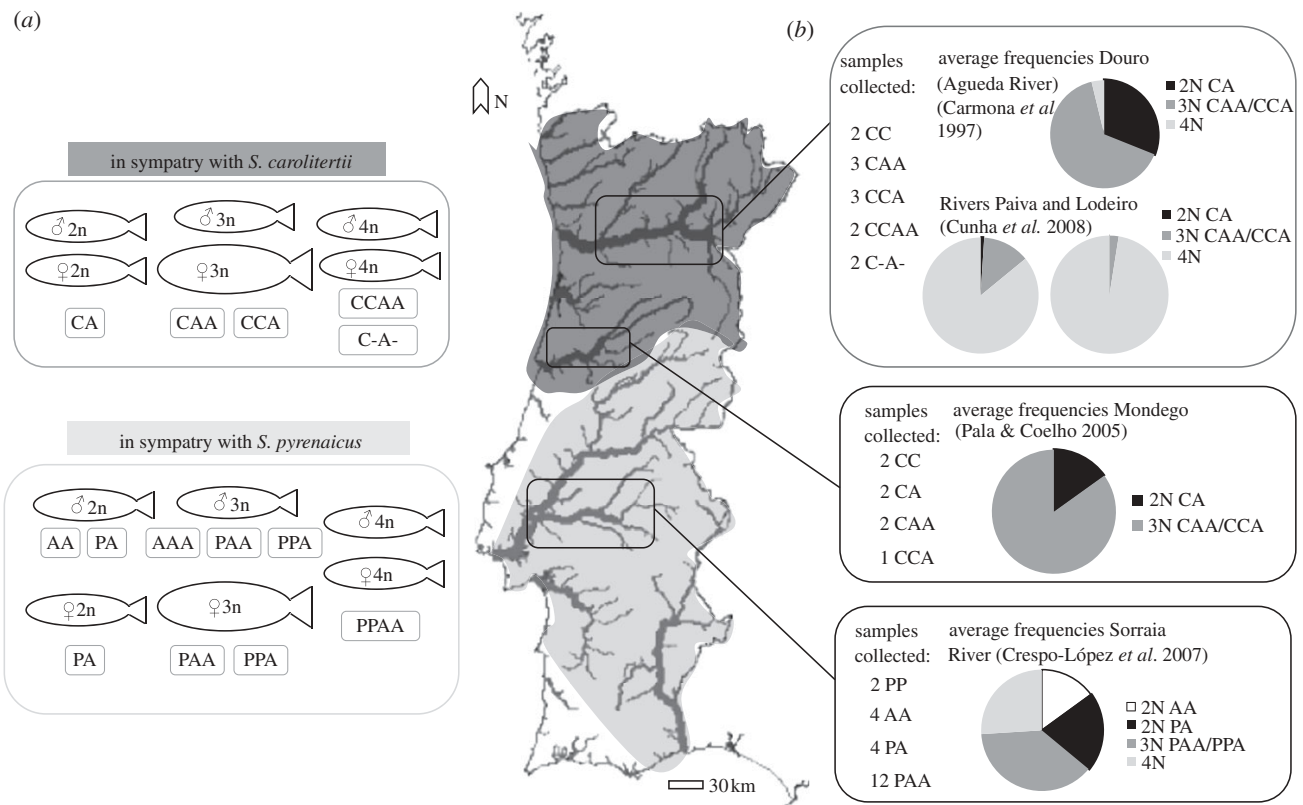 (a)
in sympatry with S. carolitertii
♂2n
♂3n
♂4n
♀2n
♀3n
♀4n
CA
CAA
CCA
CCAA
C-A-
in sympatry with S. pyrenaicus
♂2n
♂3n
♂4n
AA
PA
AAA
PAA
PPA
♀2n
♀3n
♀4n
PA
PAA
PPA
PPAA
N
30 km
(b)
samples
collected:
2 CC
3 CAA
3 CCA
2 CCAA
2 C-A-
average frequencies Douro
(Agueda River)
(Carmona et al
1997)
2N CA
3N CAA/CCA
4N
Rivers Paiva and Lodeiro
(Cunha et al. 2008)
2N CA
3N CAA/CCA
4N
samples
collected:
2 CC
2 CA
2 CAA
1 CCA
average frequencies Mondego
(Pala & Coelho 2005)
2N CA
3N CAA/CCA
samples
collected:
2 PP
4 AA
4 PA
12 PAA
average frequencies Sorraia
River (Crespo-López et al. 2007)
2N AA
2N PA
3N PAA/PPA
4N